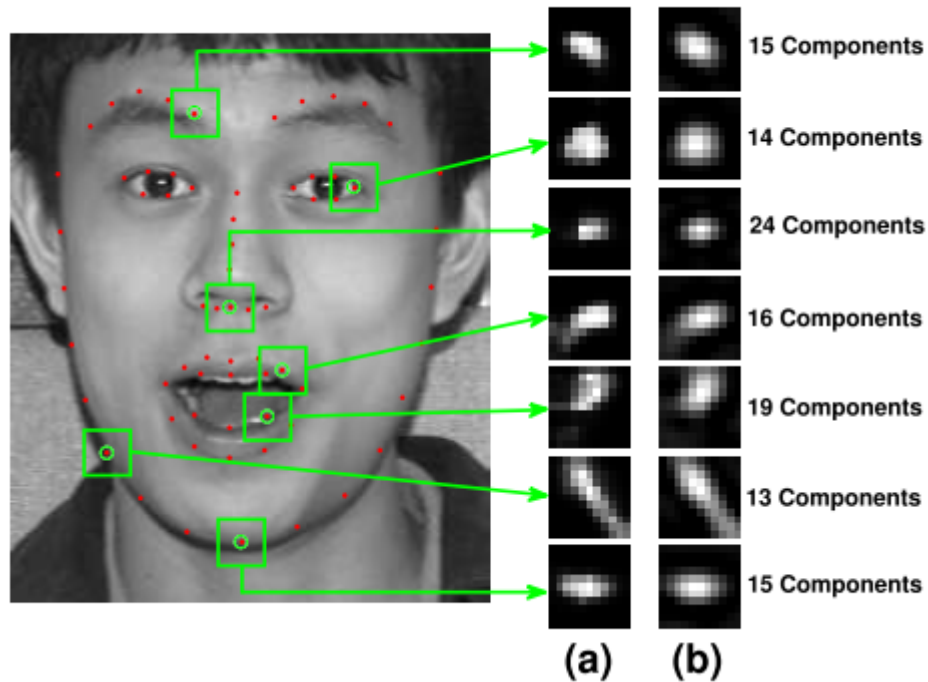 15 Components
14 Components
24 Components
16 Components
19 Components
13 Components
15 Components
(a) (b)